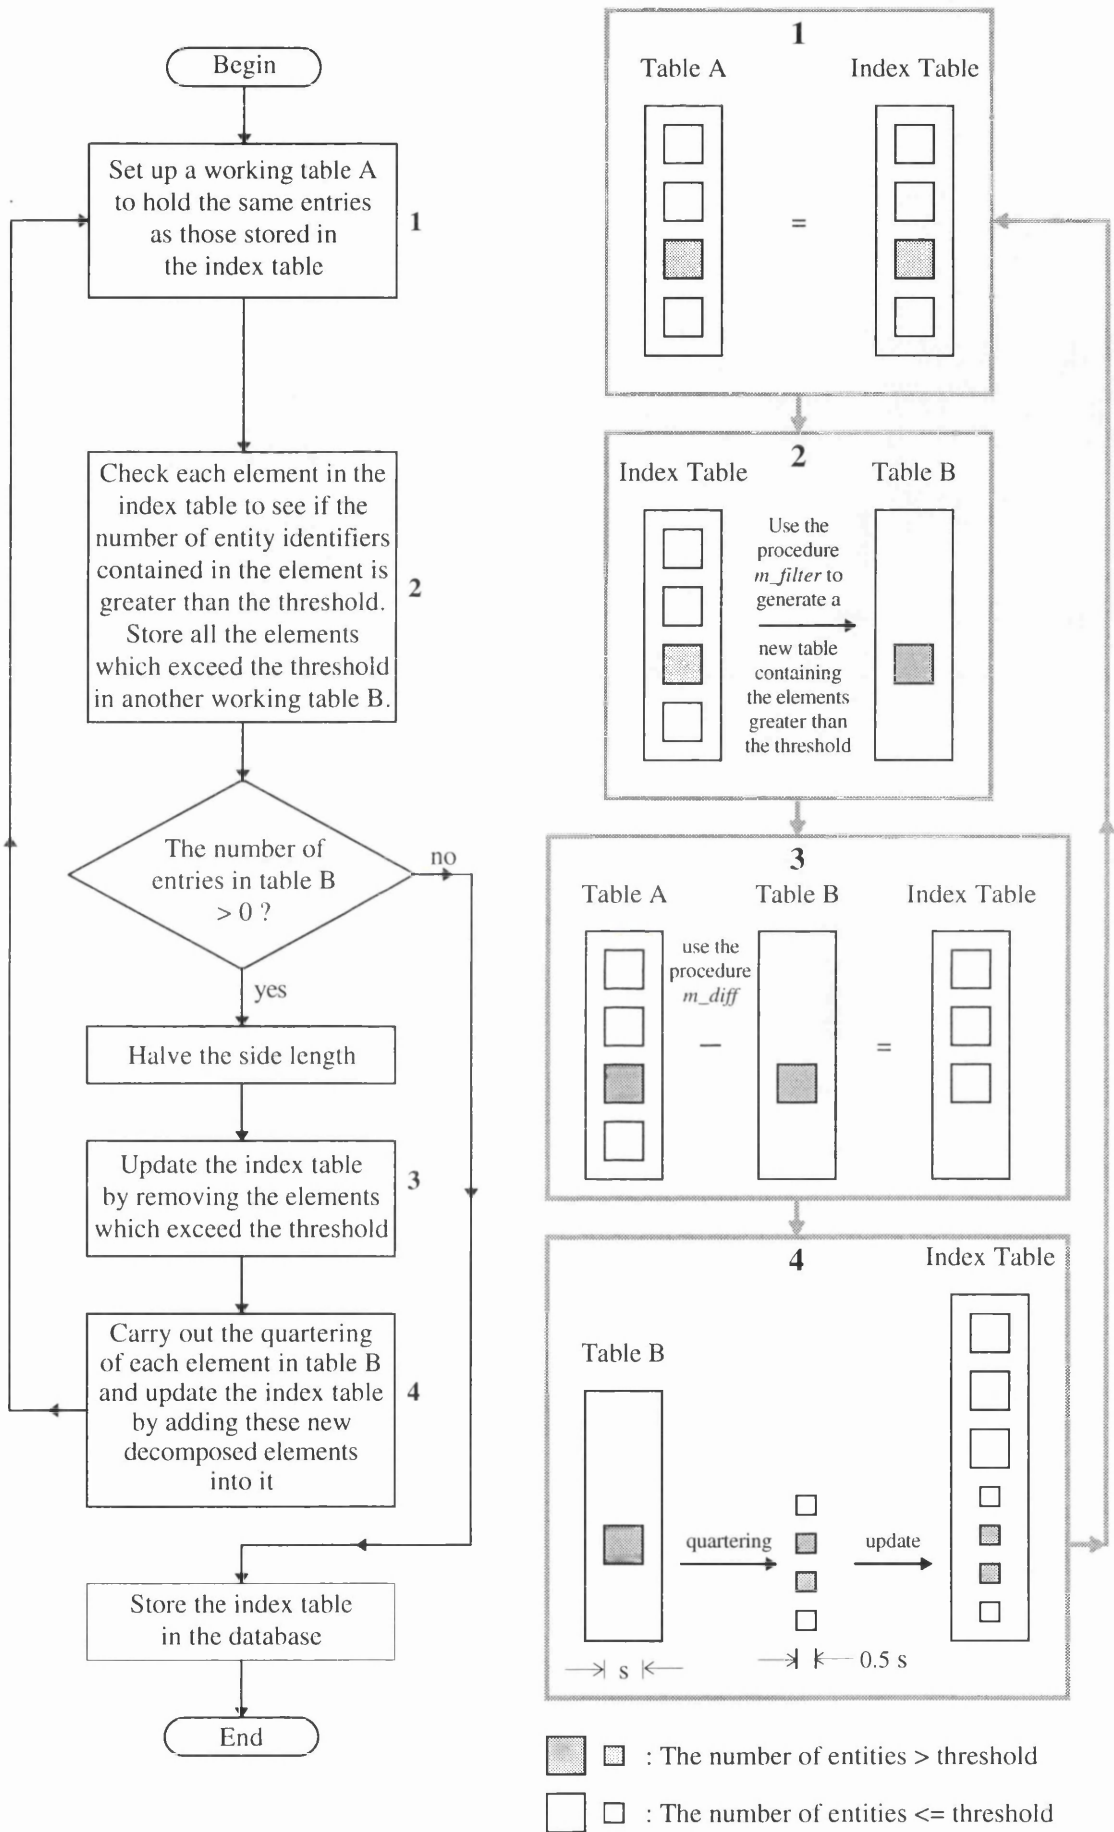 Begin
Set up a working table A
to hold the same entries
as those stored in
the index table
1
Check each element in the
index table to see if the
number of entity identifiers
contained in the element is
greater than the threshold.
Store all the elements
which exceed the threshold
in another working table B.
2
The number of
entries in table B
> 0 ?
no
yes
Halve the side length
Update the index table
by removing the elements
which exceed the threshold
3
Carry out the quartering
of each element in table B
and update the index table
by adding these new
decomposed elements
into it
4
Store the index table
in the database
End
1
Table A
Index Table
=
2
Index Table
Table B
Use the
procedure
m_filter to
generate a
new table
containing
the elements
greater than
the threshold
3
Table A
Table B
Index Table
use the
procedure
m_diff
–
=
4
Index Table
Table B
quartering
update
s
0.5 s
: The number of entities > threshold
: The number of entities <= threshold